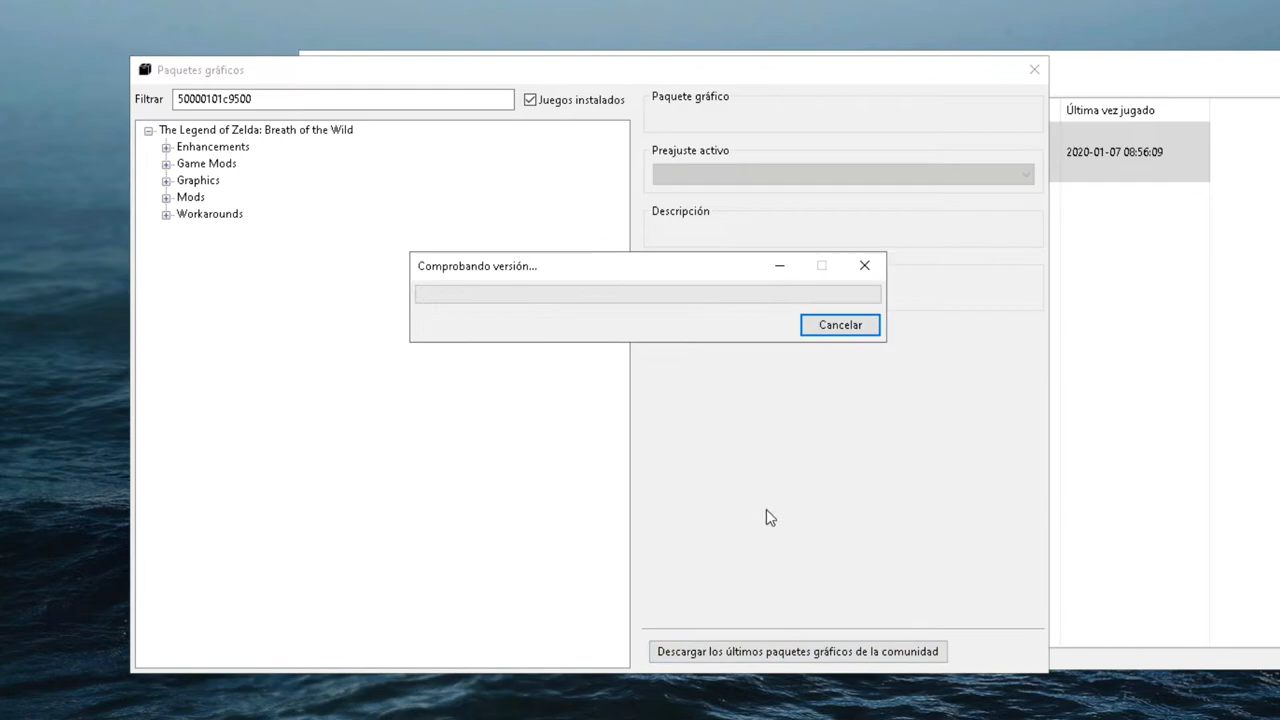 Paquetes gráficos
Filtrar
50000101c9500
Juegos instalados
The Legend of Zelda: Breath of the Wild
Enhancements
Game Mods
Graphics
Mods
Workarounds
Paquete gráfico
Preajuste activo
Descripción
Comprobando versión...
Cancelar
Descargar los últimos paquetes gráficos de la comunidad
Última vez jugado
2020-01-07 08:56:09